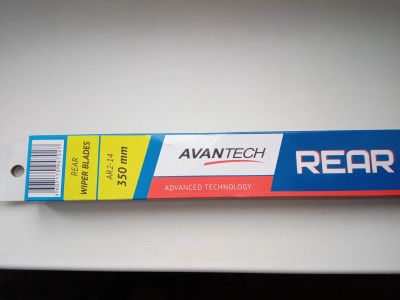 REAR
WIPER BLADES
AR2-14
350 mm
AVANTECH
ADVANCED TECHNOLOGY
REAR